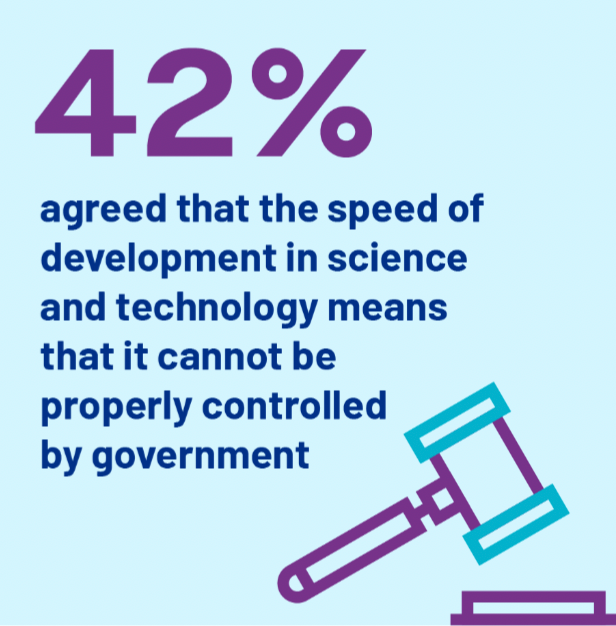 42%
agreed that the speed of
development in science
and technology means
that it cannot be
properly controlled
by government